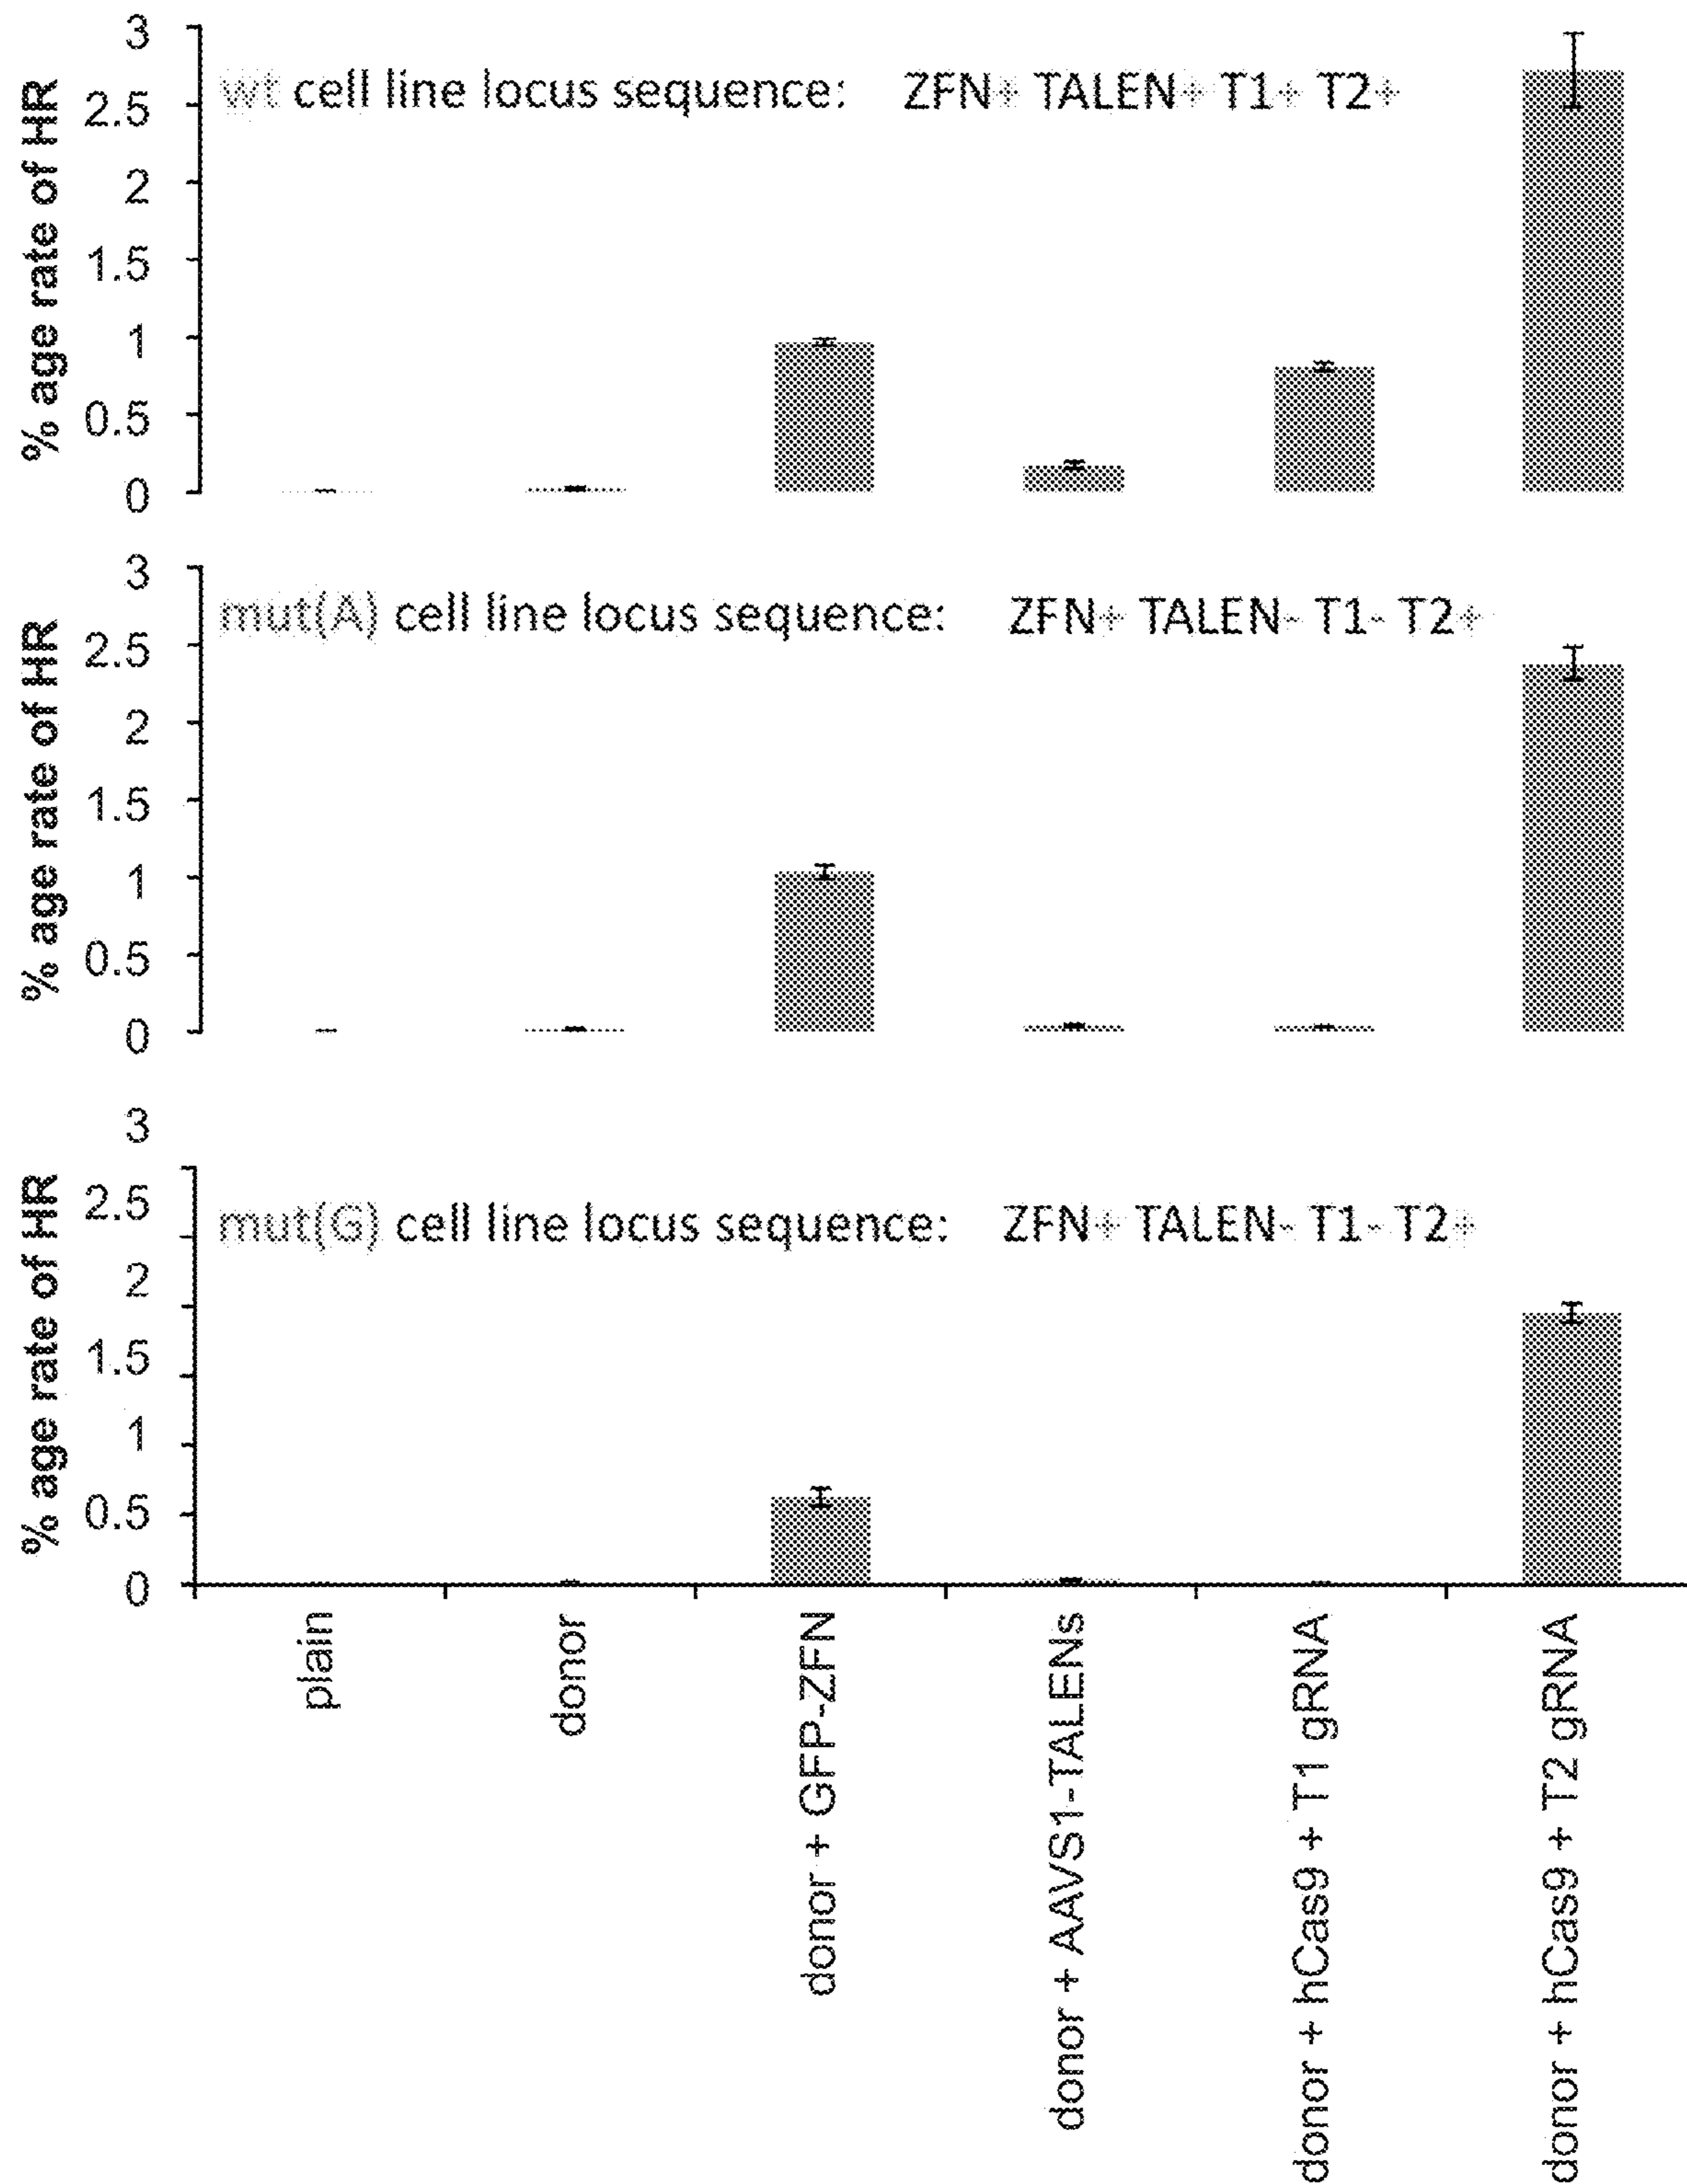 % age rate of HR
3
2.5
2
1.5
1
0.5
0
wt cell line locus sequence: ZFN+ TALEN+ T1+ T2+
% age rate of HR
3
2.5
2
1.5
1
0.5
0
mut(A) cell line locus sequence: ZFN+ TALEN- T1- T2+
% age rate of HR
3
2.5
2
1.5
1
0.5
0
mut(G) cell line locus sequence: ZFN+ TALEN- T1- T2+
plain
donor
donor + GFP-ZFN
donor + AAVS1-TALENs
donor + hCas9 + T1 gRNA
donor + hCas9 + T2 gRNA